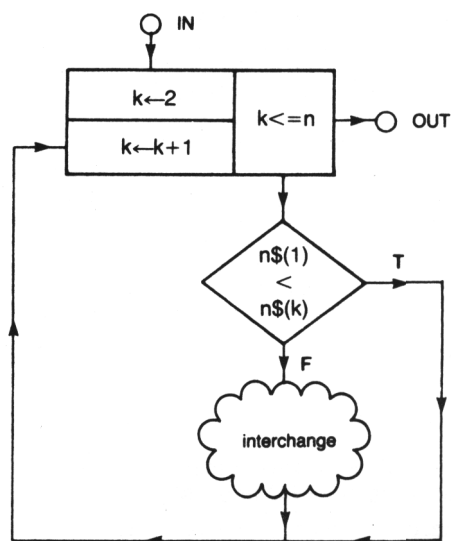 IN
k←2
k←k+1
k<=n
OUT
n$(1)
<
n$(k)
T
F
interchange